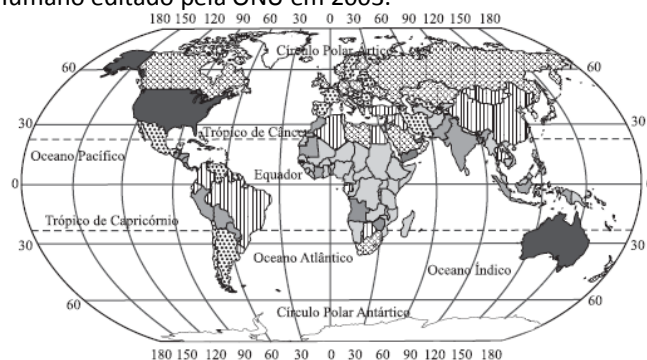 humano editado pela ONU em 2005.
180 150 120 90 60 30 0 30 60 90 120 150 180
Círculo Polar Ártico
60 60
30 Trópico de Câncer 30
Oceano Pacífico
0 Equador 0
Trópico de Capricórnio
30 Oceano Atlântico Oceano Índico 30
60 60
Círculo Polar Antártico
180 150 120 90 60 30 0 30 60 90 120 150 180